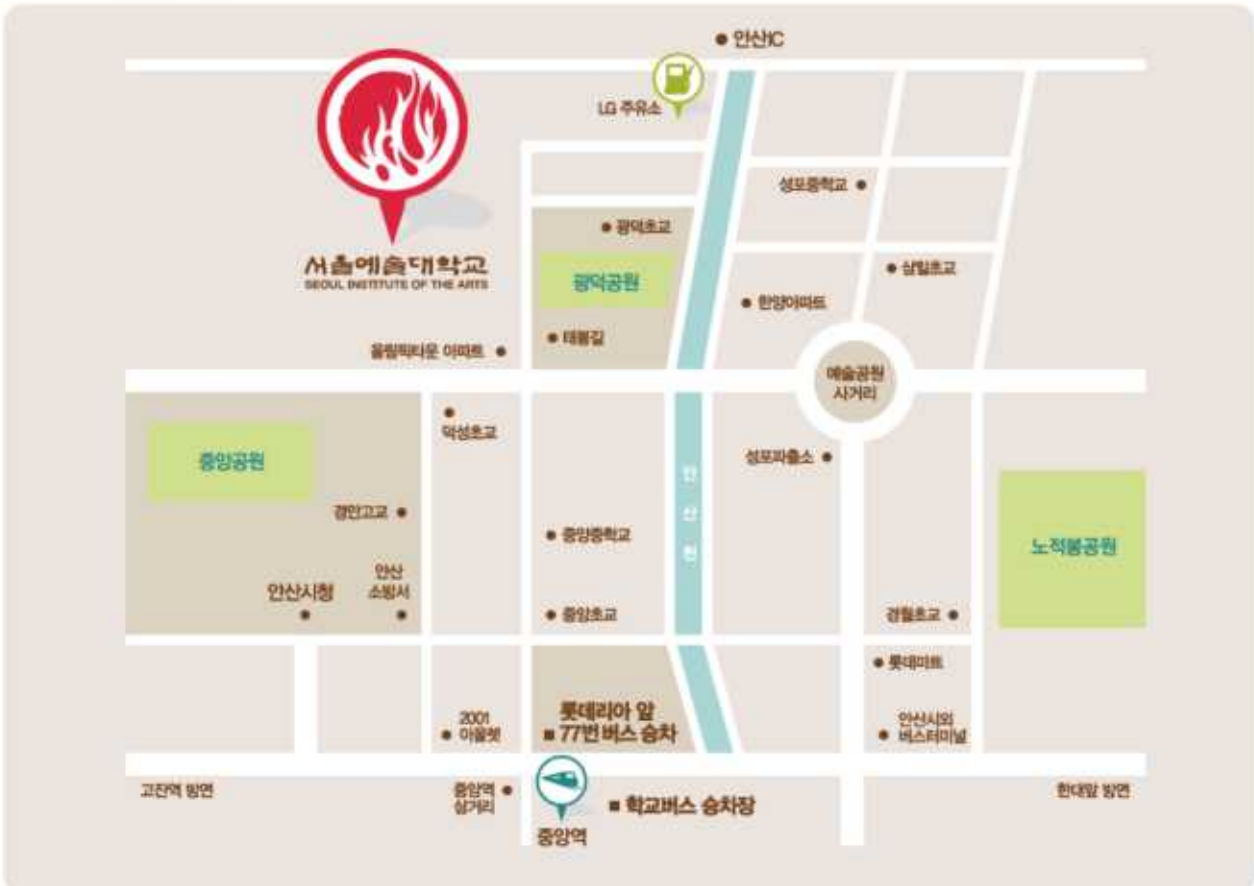 안산IC
LG 주유소
성포중학교
광덕초교
서울예술대학교
SEOUL INSTITUTE OF THE ARTS
삼일초교
광덕공원
한양아파트
태봉길
올림픽타운 아파트
예술공원
사거리
덕성초교
중앙공원
성포파출소
안
산
천
경안고교
중앙중학교
노적봉공원
안산시청
안산
소방서
중앙초교
경월초교
롯데마트
2001
아울렛
롯데리아 앞
77번 버스 승차
안산시외
버스터미널
고잔역 방면
중앙역
삼거리
학교버스 승차장
한대앞 방면
중앙역